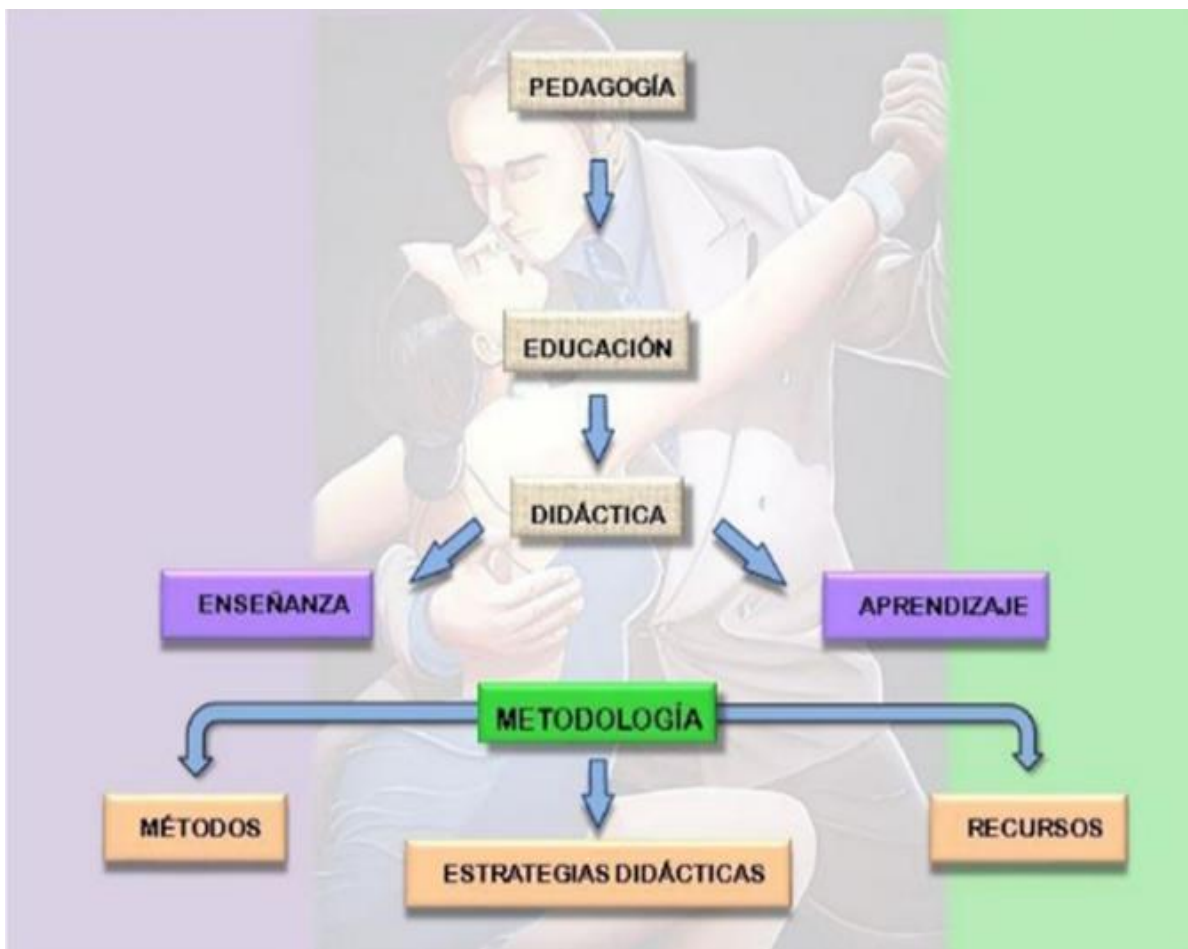 PEDAGOGÍA
EDUCACIÓN
DIDÁCTICA
ENSEÑANZA
APRENDIZAJE
METODOLOGÍA
MÉTODOS
ESTRATEGIAS DIDÁCTICAS
RECURSOS